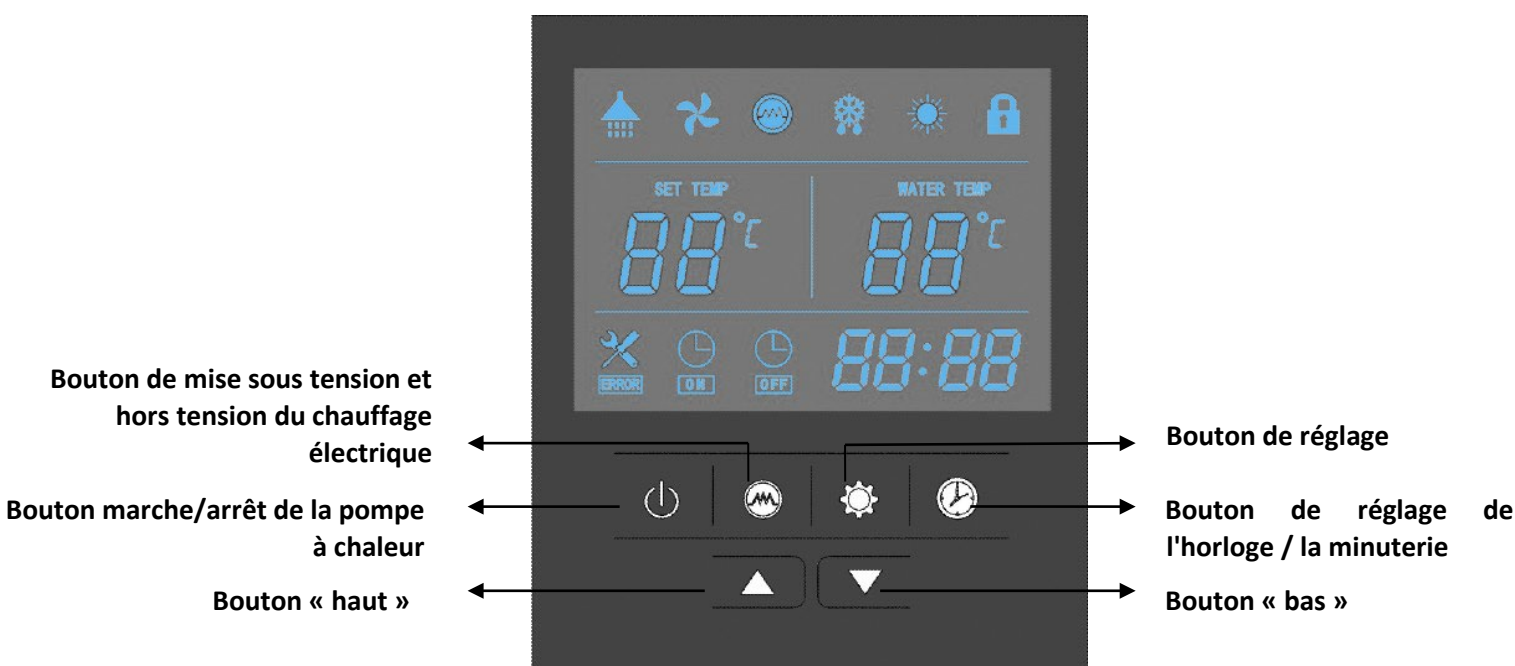 SET TEMP
WATER TEMP
88°C
88°C
ERROR
ON
OFF
88:88
Bouton de mise sous tension et
hors tension du chauffage
électrique
Bouton marche/arrêt de la pompe
à chaleur
Bouton « haut »
Bouton de réglage
Bouton de réglage de
l'horloge / la minuterie
Bouton « bas »